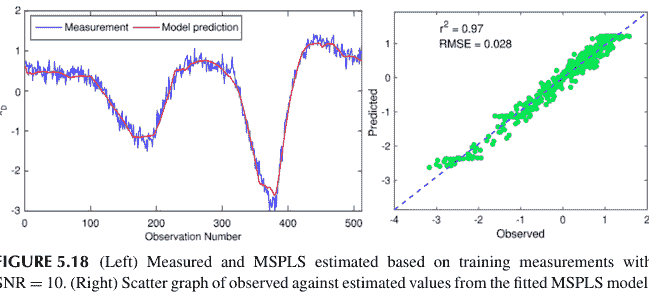 Measurement Model prediction
2
1
0
-1
-2
-3
0 100 200 300 400 500
Observation Number
r² = 0.97
RMSE = 0.028
Predicted
1
0
-1
-2
-3
-4 -3 -2 -1 0 1 2
Observed
FIGURE 5.18 (Left) Measured and MSPLS estimated based on training measurements with
SNR = 10. (Right) Scatter graph of observed against estimated values from the fitted MSPLS model